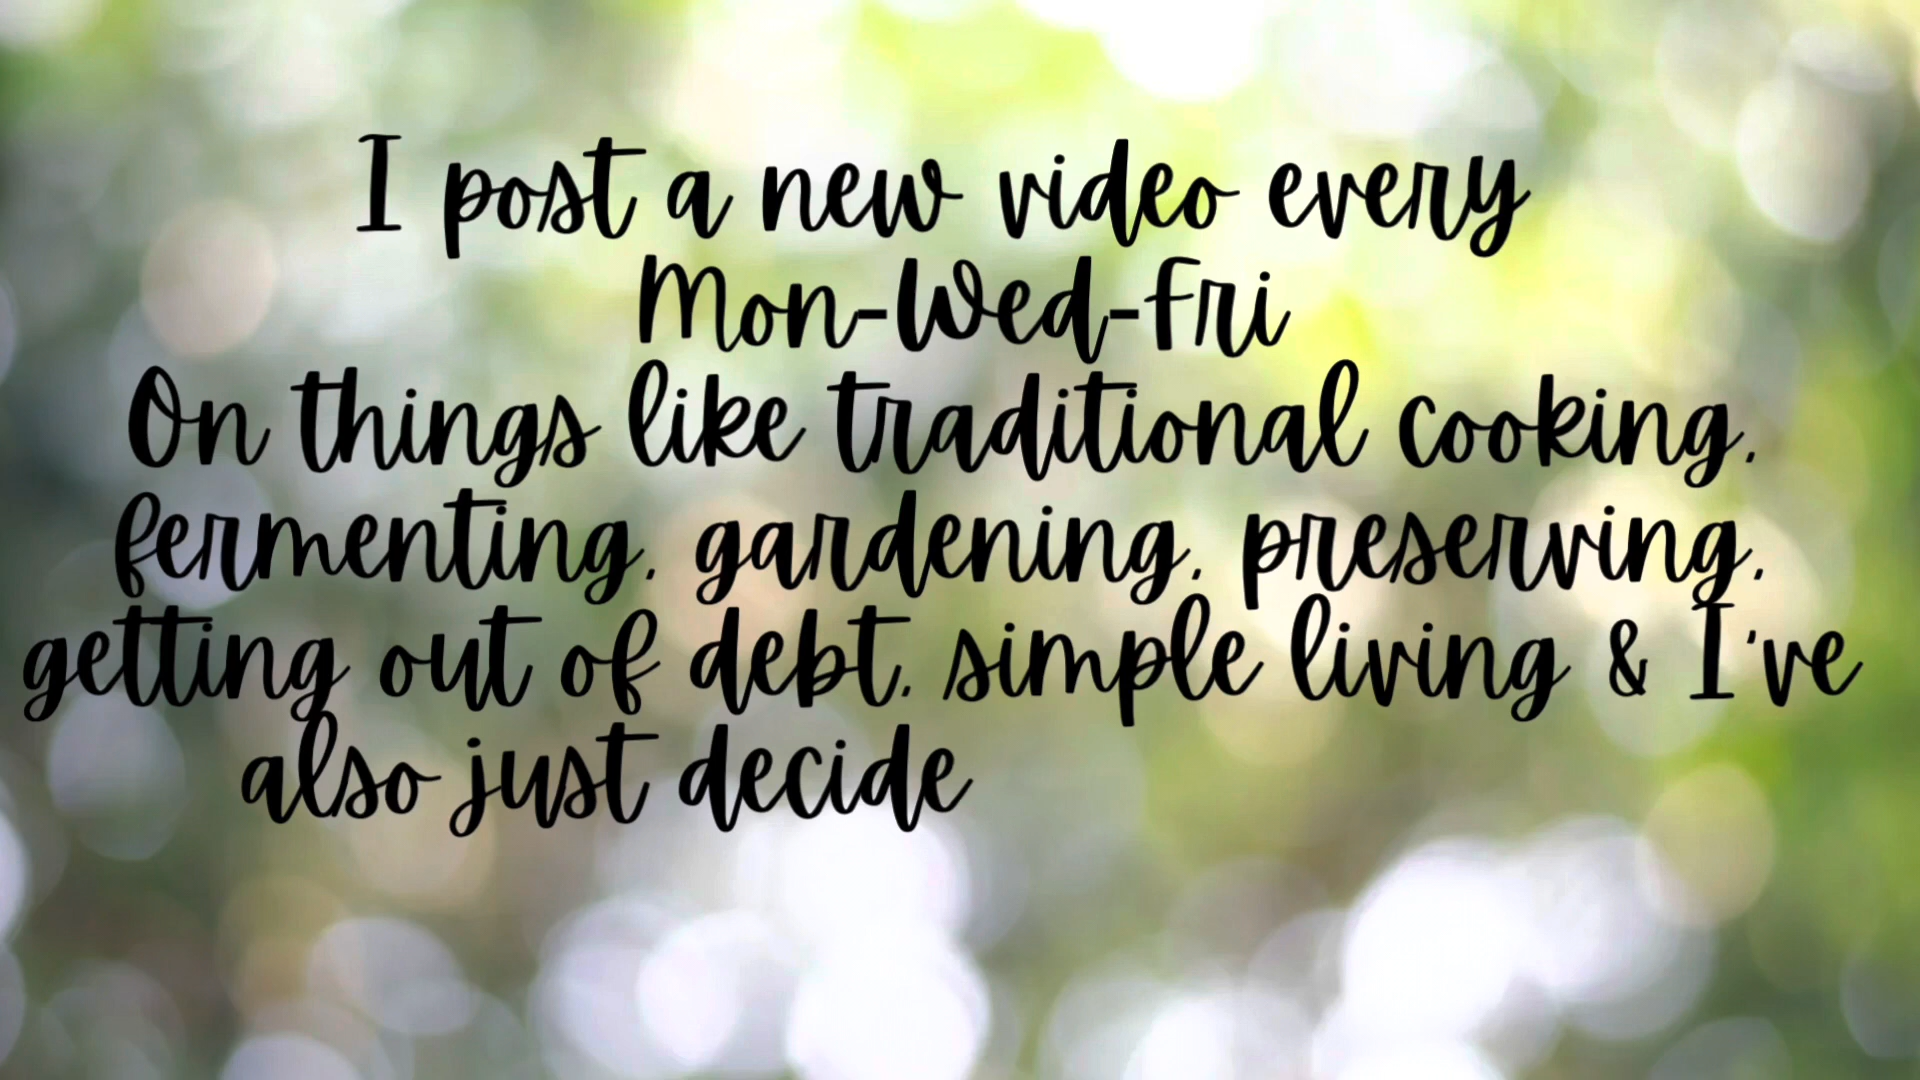 I post a new video every
Mon-Wed-Fri
On things like traditional cooking,
fermenting, gardening, preserving,
getting out of debt, simple living & I've
also just decide